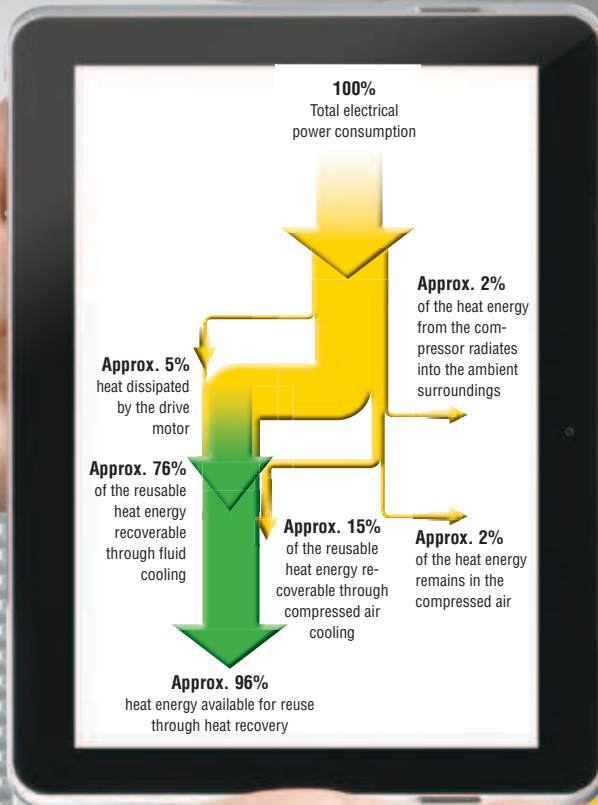 100%
Total electrical
power consumption
Approx. 2%
of the heat energy
from the com-
pressor radiates
into the ambient
surroundings
Approx. 5%
heat dissipated
by the drive
motor
Approx. 76%
of the reusable
heat energy
recoverable
through fluid
cooling
Approx. 15%
of the reusable
heat energy re-
coverable through
compressed air
cooling
Approx. 2%
of the heat energy
remains in the
compressed air
Approx. 96%
heat energy available for reuse
through heat recovery